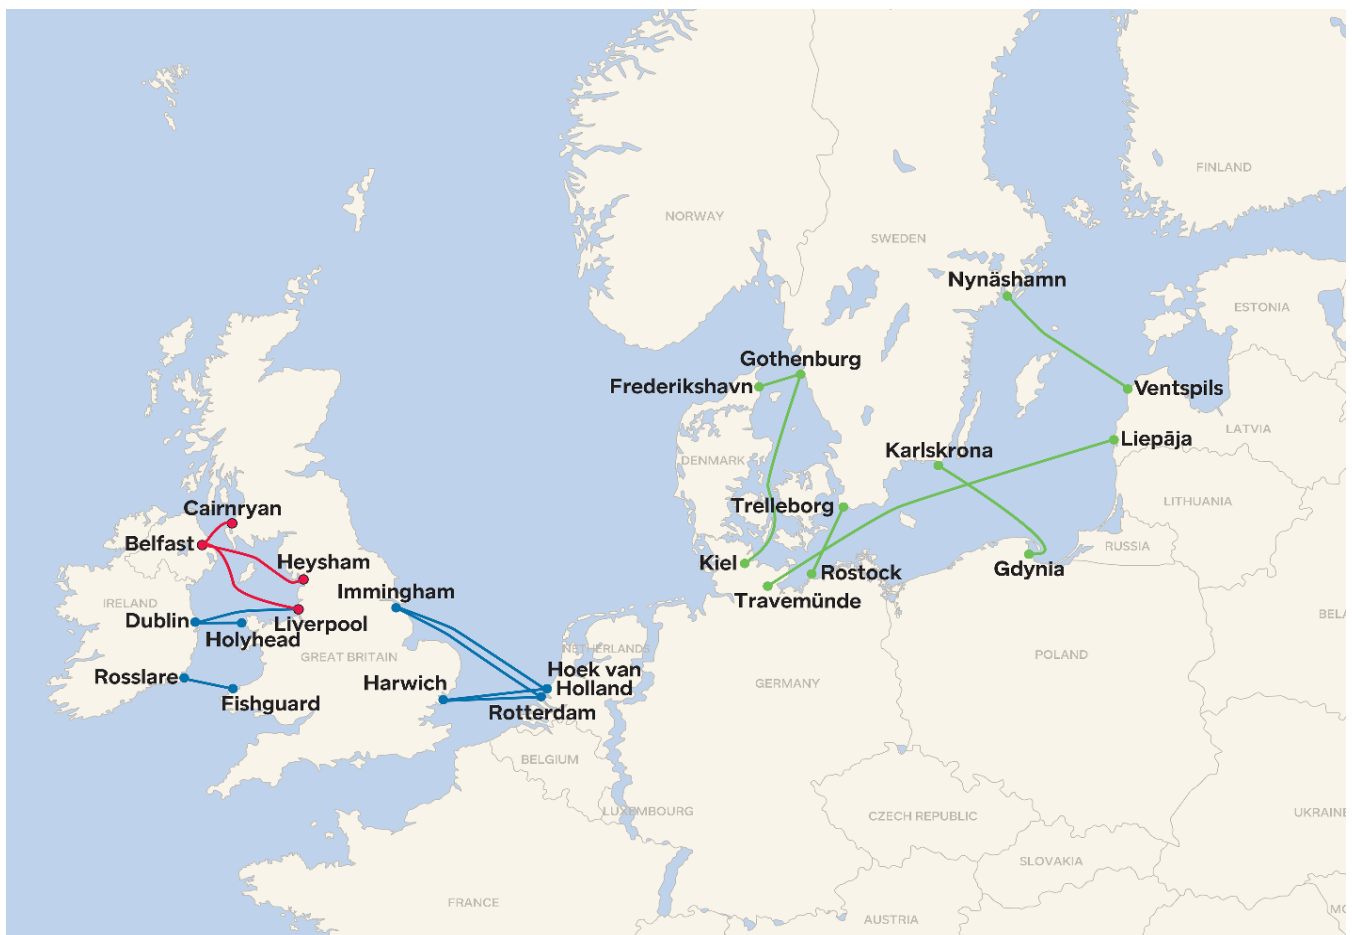 FINLAND
NORWAY
SWEDEN
Nynäshamn
ESTONIA
Gothenburg
Frederikshavn
Ventspils
Liepāja
LATVIA
Karlskrona
DENMARK
LITHUANIA
Trelleborg
Cairnryan
Belfast
RUSSIA
Heysham
Kiel
Rostock
Gdynia
Immingham
Travemünde
IRELAND
Dublin
Liverpool
Holyhead
BELA
NETHERLANDS
GREAT BRITAIN
POLAND
Rosslare
Hoek van
Holland
Harwich
GERMANY
Fishguard
Rotterdam
BELGIUM
LUXEMBOURG
CZECH REPUBLIC
UKRAINE
SLOVAKIA
FRANCE
AUSTRIA
MO